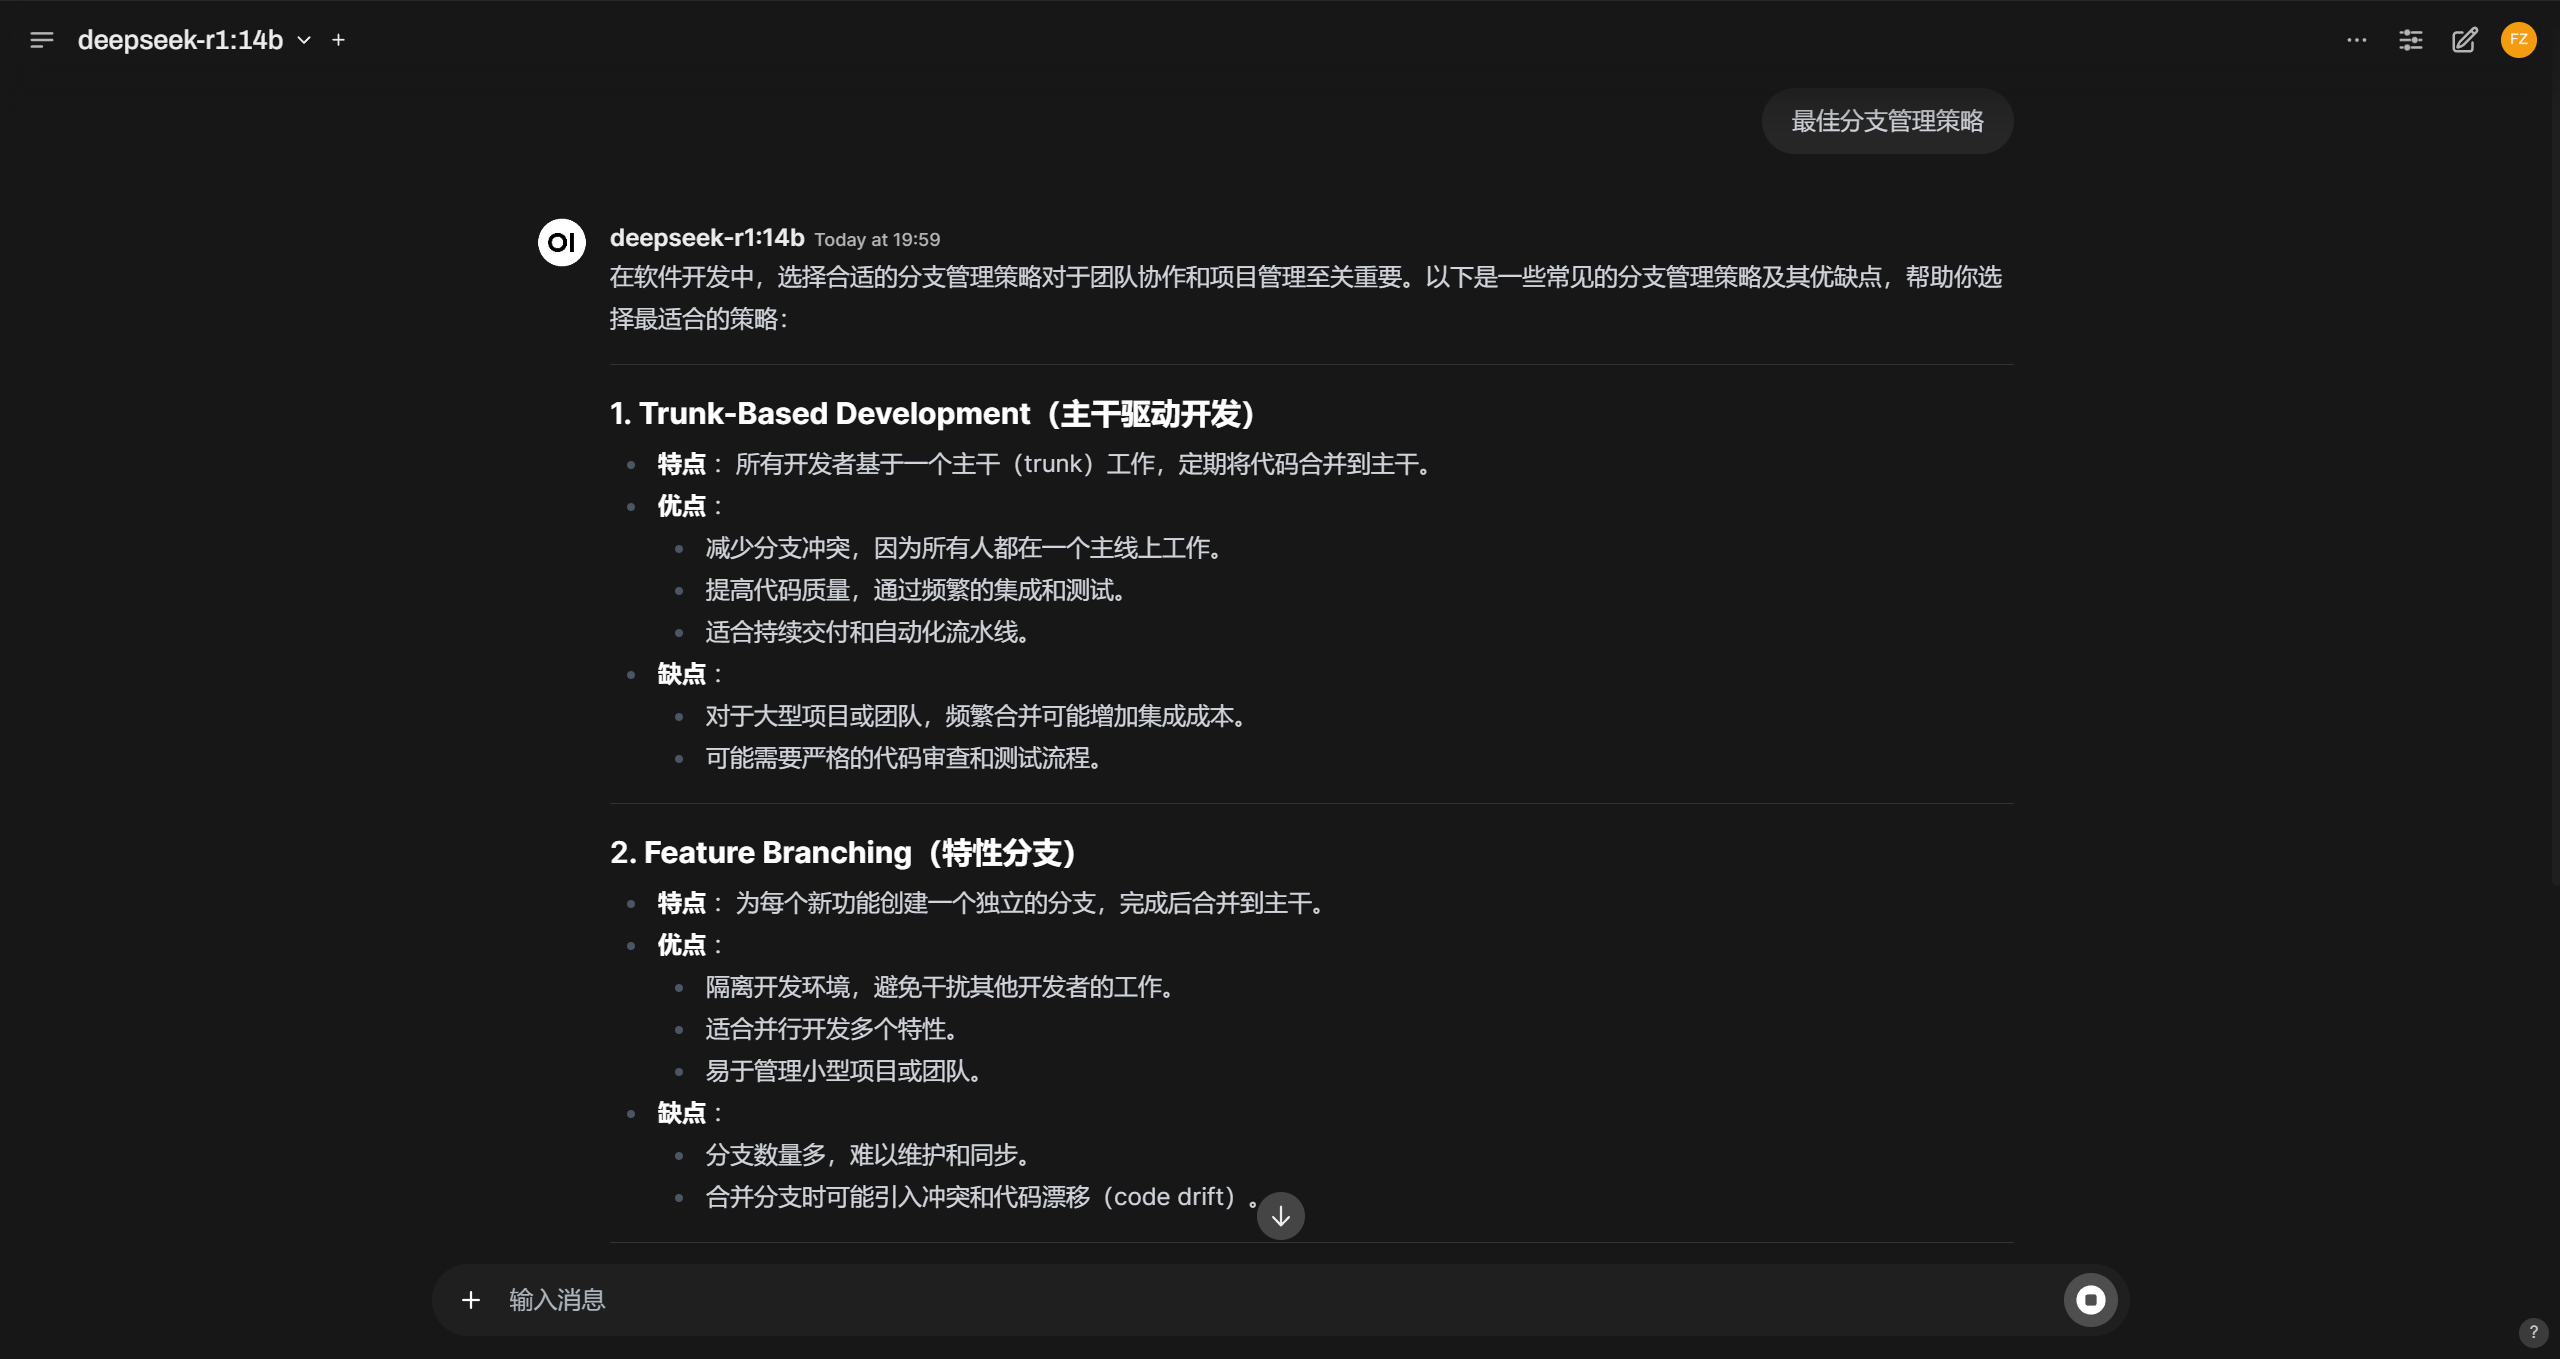 deepseek-r1:14b
FZ
最佳分支管理策略
OI
deepseek-r1:14b Today at 19:59
在软件开发中，选择合适的分支管理策略对于团队协作和项目管理至关重要。以下是一些常见的分支管理策略及其优缺点，帮助你选
择最适合的策略：
1. Trunk-Based Development（主干驱动开发）
特点：所有开发者基于一个主干（trunk）工作，定期将代码合并到主干。
优点：
减少分支冲突，因为所有人都在一个主线上工作。
提高代码质量，通过频繁的集成和测试。
适合持续交付和自动化流水线。
缺点：
对于大型项目或团队，频繁合并可能增加集成成本。
可能需要严格的代码审查和测试流程。
2. Feature Branching（特性分支）
特点：为每个新功能创建一个独立的分支，完成后合并到主干。
优点：
隔离开发环境，避免干扰其他开发者的工作。
适合并行开发多个特性。
易于管理小型项目或团队。
缺点：
分支数量多，难以维护和同步。
合并分支时可能引入冲突和代码漂移（code drift）。
输入消息
?